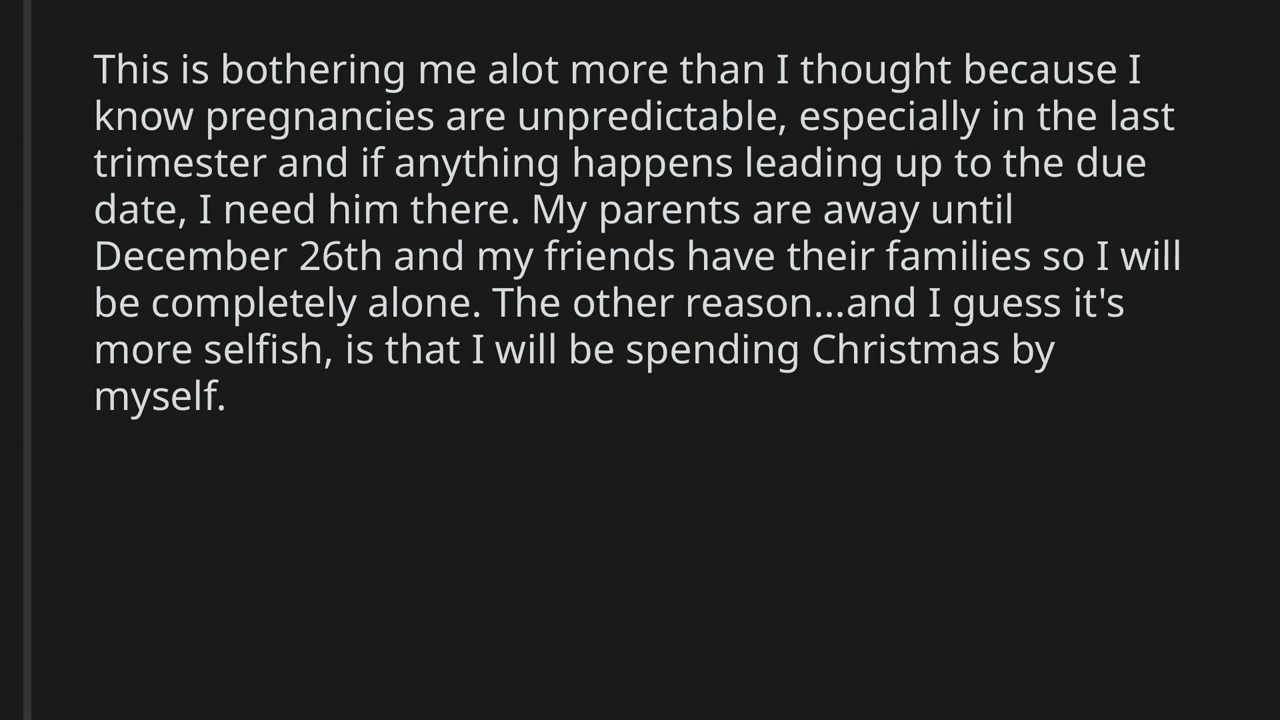 This is bothering me alot more than I thought because I
know pregnancies are unpredictable, especially in the last
trimester and if anything happens leading up to the due
date, I need him there. My parents are away until
December 26th and my friends have their families so I will
be completely alone. The other reason...and I guess it's
more selfish, is that I will be spending Christmas by
myself.